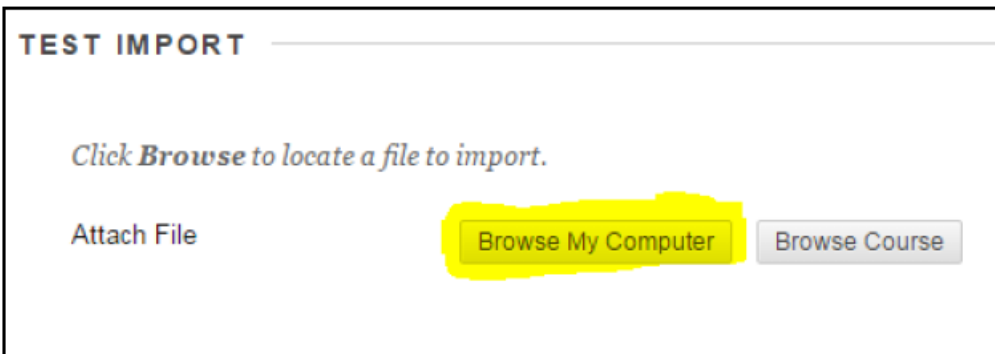 TEST IMPORT
Click Browse to locate a file to import.
Attach File Browse My Computer Browse Course